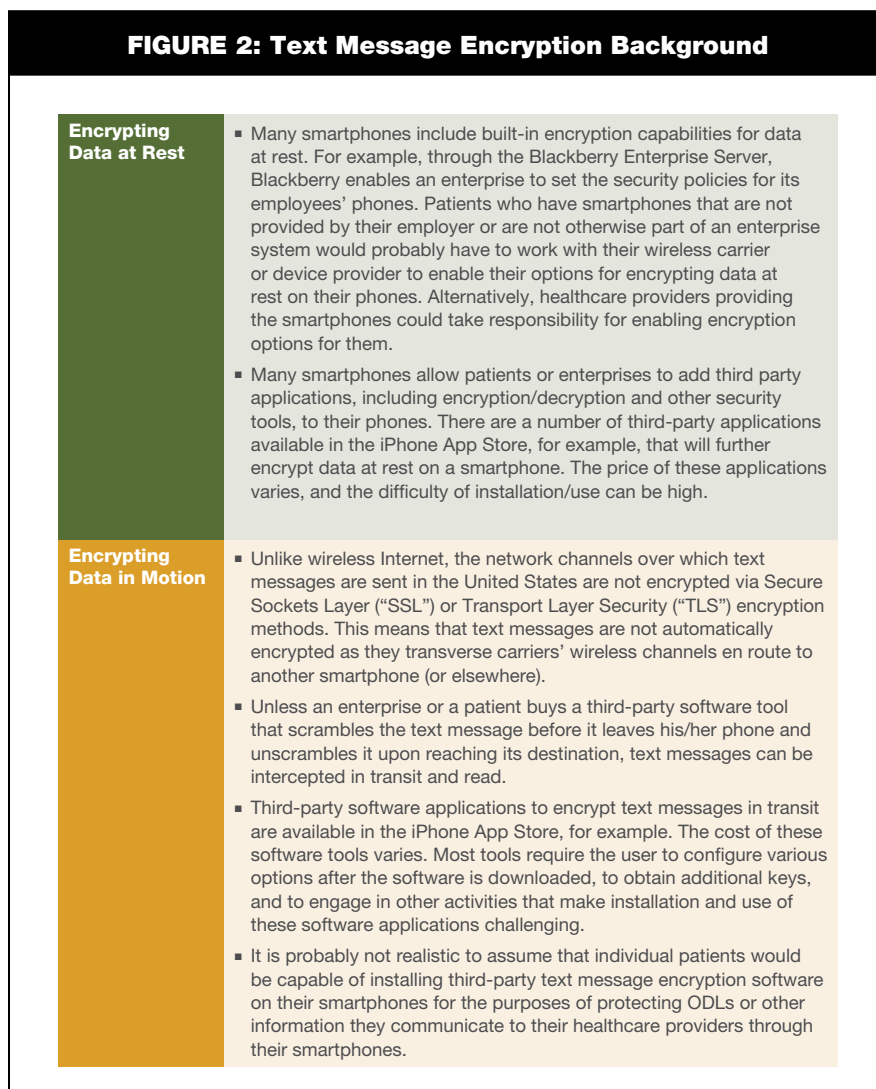 FIGURE 2: Text Message Encryption Background
Encrypting
Data at Rest
▪ Many smartphones include built-in encryption capabilities for data
at rest. For example, through the Blackberry Enterprise Server,
Blackberry enables an enterprise to set the security policies for its
employees’ phones. Patients who have smartphones that are not
provided by their employer or are not otherwise part of an enterprise
system would probably have to work with their wireless carrier
or device provider to enable their options for encrypting data at
rest on their phones. Alternatively, healthcare providers providing
the smartphones could take responsibility for enabling encryption
options for them.
▪ Many smartphones allow patients or enterprises to add third party
applications, including encryption/decryption and other security
tools, to their phones. There are a number of third-party applications
available in the iPhone App Store, for example, that will further
encrypt data at rest on a smartphone. The price of these applications
varies, and the difficulty of installation/use can be high.
Encrypting
Data in Motion
▪ Unlike wireless Internet, the network channels over which text
messages are sent in the United States are not encrypted via Secure
Sockets Layer (“SSL”) or Transport Layer Security (“TLS”) encryption
methods. This means that text messages are not automatically
encrypted as they transverse carriers’ wireless channels en route to
another smartphone (or elsewhere).
▪ Unless an enterprise or a patient buys a third-party software tool
that scrambles the text message before it leaves his/her phone and
unscrambles it upon reaching its destination, text messages can be
intercepted in transit and read.
▪ Third-party software applications to encrypt text messages in transit
are available in the iPhone App Store, for example. The cost of these
software tools varies. Most tools require the user to configure various
options after the software is downloaded, to obtain additional keys,
and to engage in other activities that make installation and use of
these software applications challenging.
▪ It is probably not realistic to assume that individual patients would
be capable of installing third-party text message encryption software
on their smartphones for the purposes of protecting ODLs or other
information they communicate to their healthcare providers through
their smartphones.